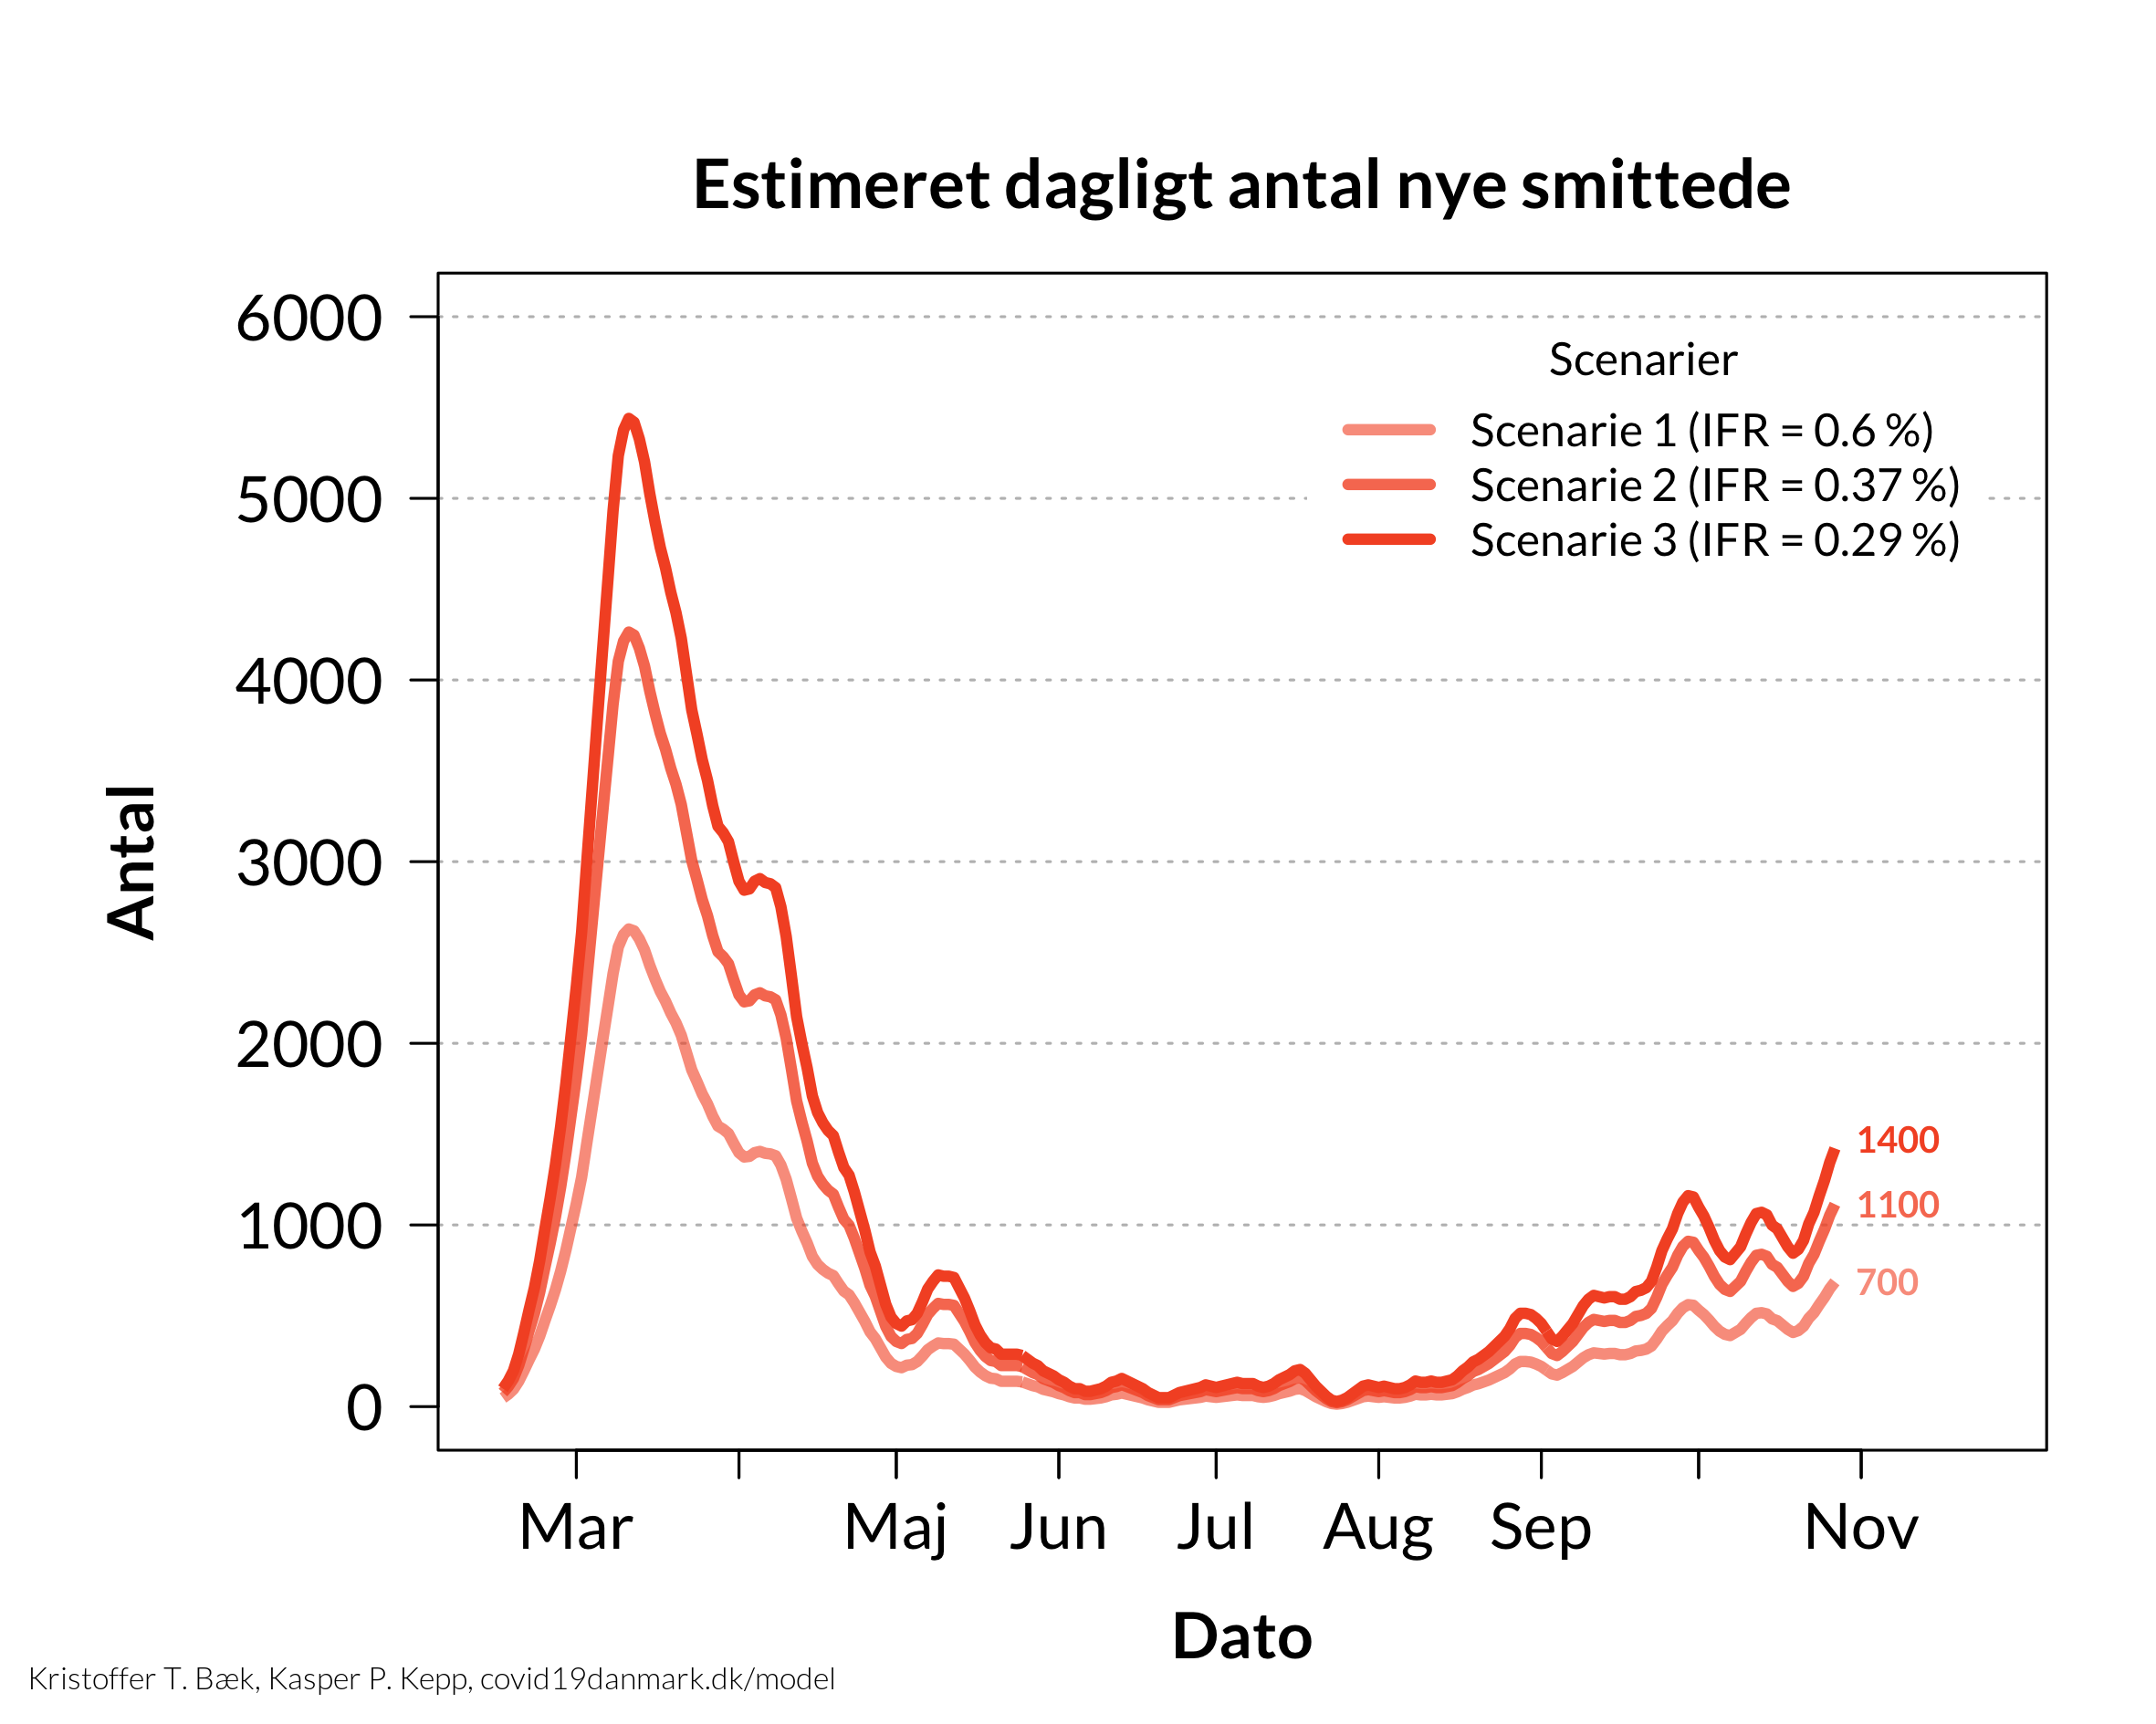 Estimeret dagligt antal nye smittede
6000
5000
4000
3000
2000
1000
0
Antal
Scenarier
Scenarie 1 (IFR = 0.6 %)
Scenarie 2 (IFR = 0.37 %)
Scenarie 3 (IFR = 0.29 %)
1400
1100
700
Mar Maj Jun Jul Aug Sep Nov
Dato
Kristoffer T. Bæk, Kasper P. Kepp, covid19danmark.dk/model